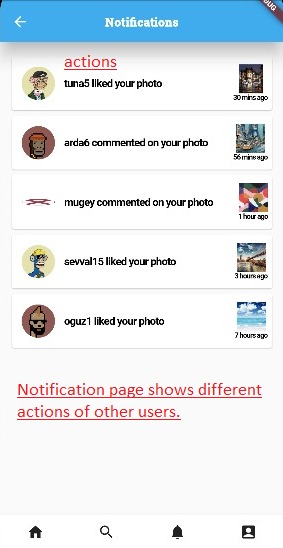 Notifications
actions
tuna5 liked your photo
30 mins ago
arda6 commented on your photo
56 mins ago
mugey commented on your photo
1 hour ago
sevval15 liked your photo
3 hours ago
oguz1 liked your photo
7 hours ago
Notification page shows different
actions of other users.